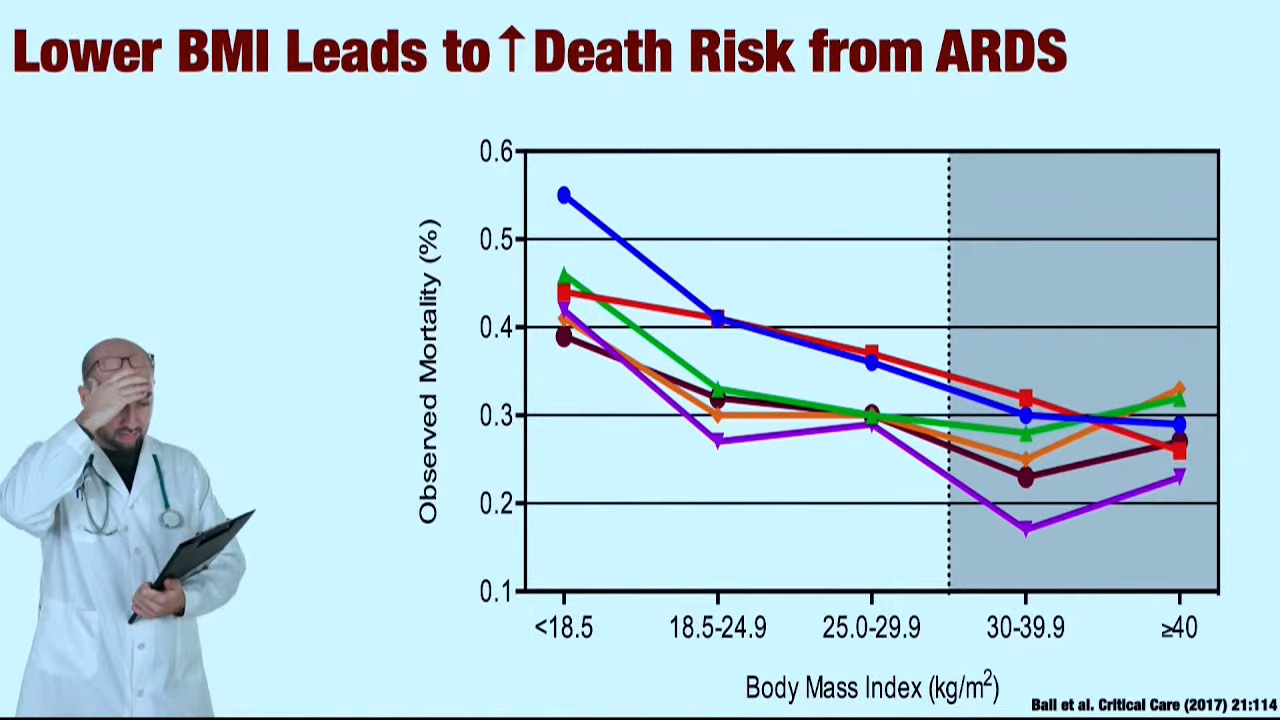 Lower BMI Leads to ↑ Death Risk from ARDS
0.6
0.5
0.4
0.3
0.2
0.1
Observed Mortality (%)
<18.5 18.5-24.9 25.0-29.9 30-39.9 ≥40
Body Mass Index (kg/m²)
Ball et al. Critical Care (2017) 21:114